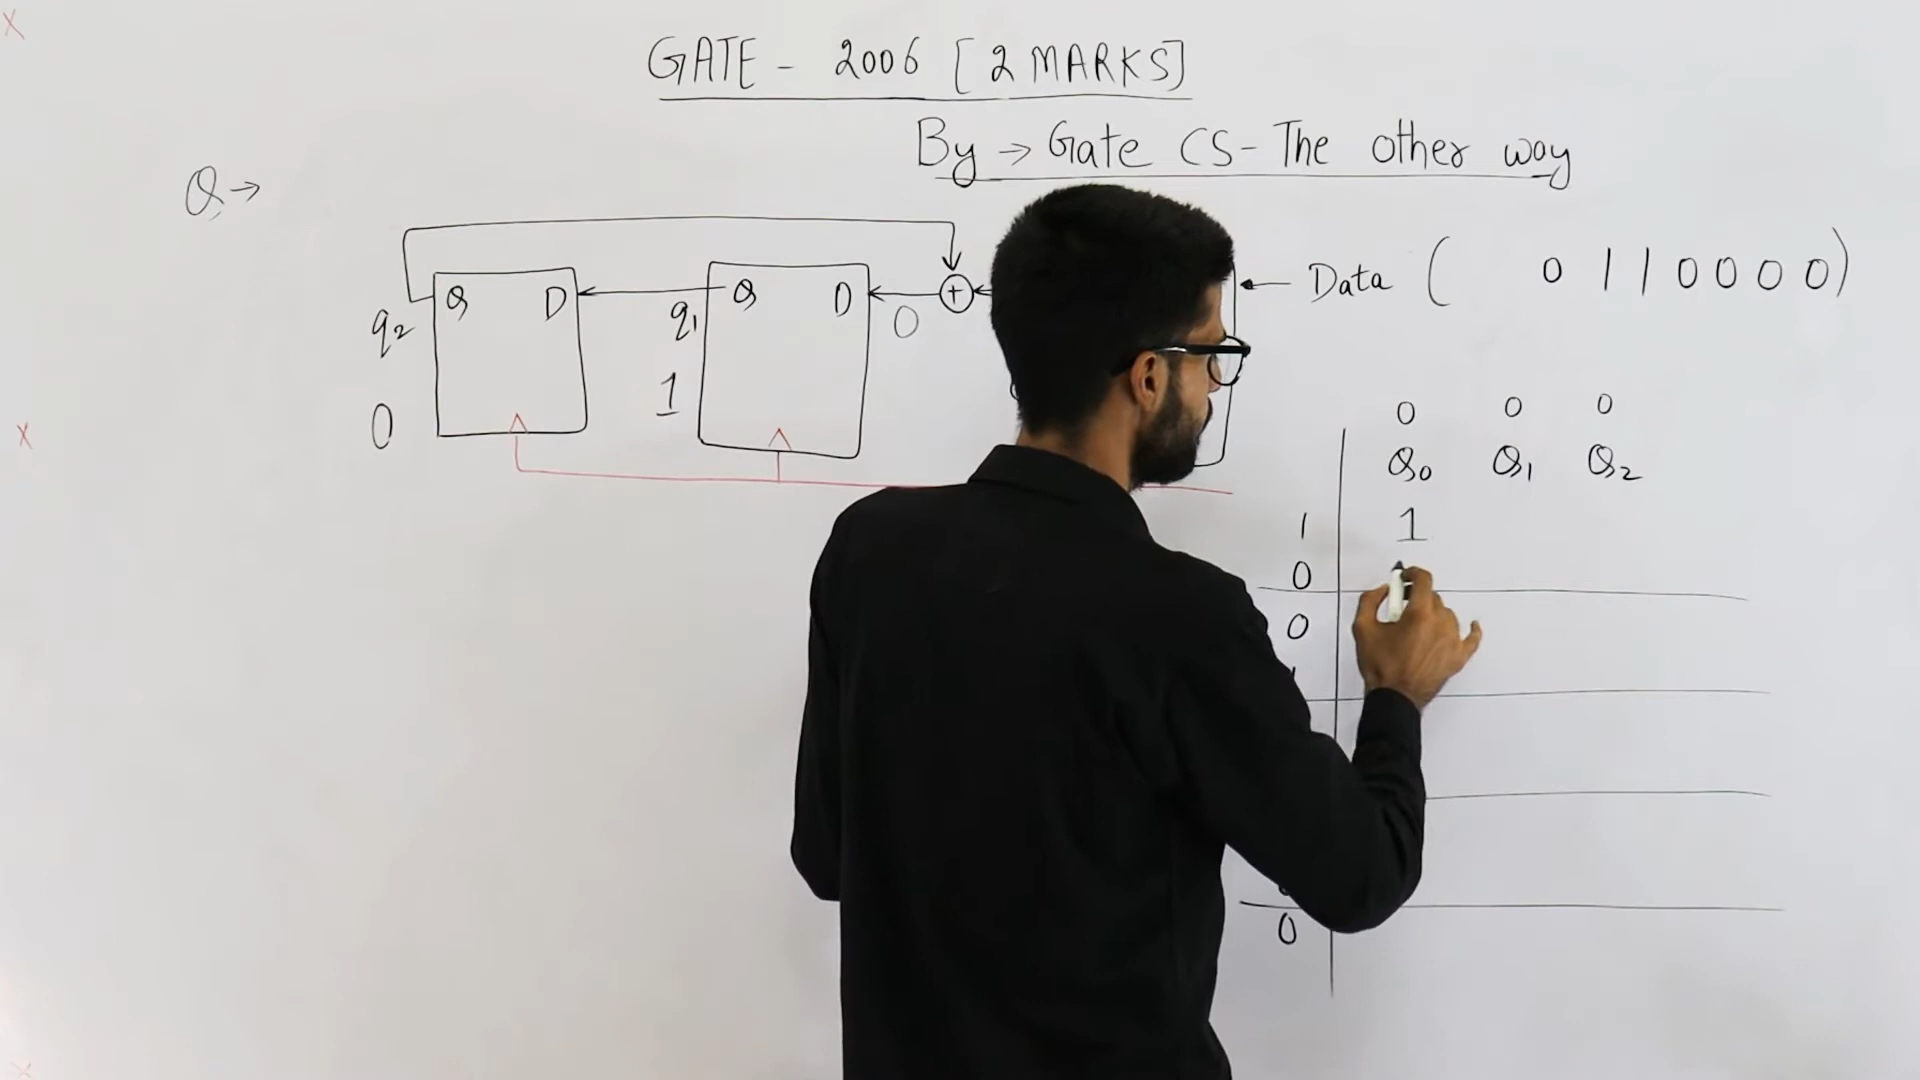 GATE - 2006 [2 MARKS]
By → Gate CS - The other way
Q →
Q D Q D + ← Data ( 0 1 1 0 0 0 0 )
q2 q1 0
0 1
0 0 0
Q0 Q1 Q2
1 1
0
0
0